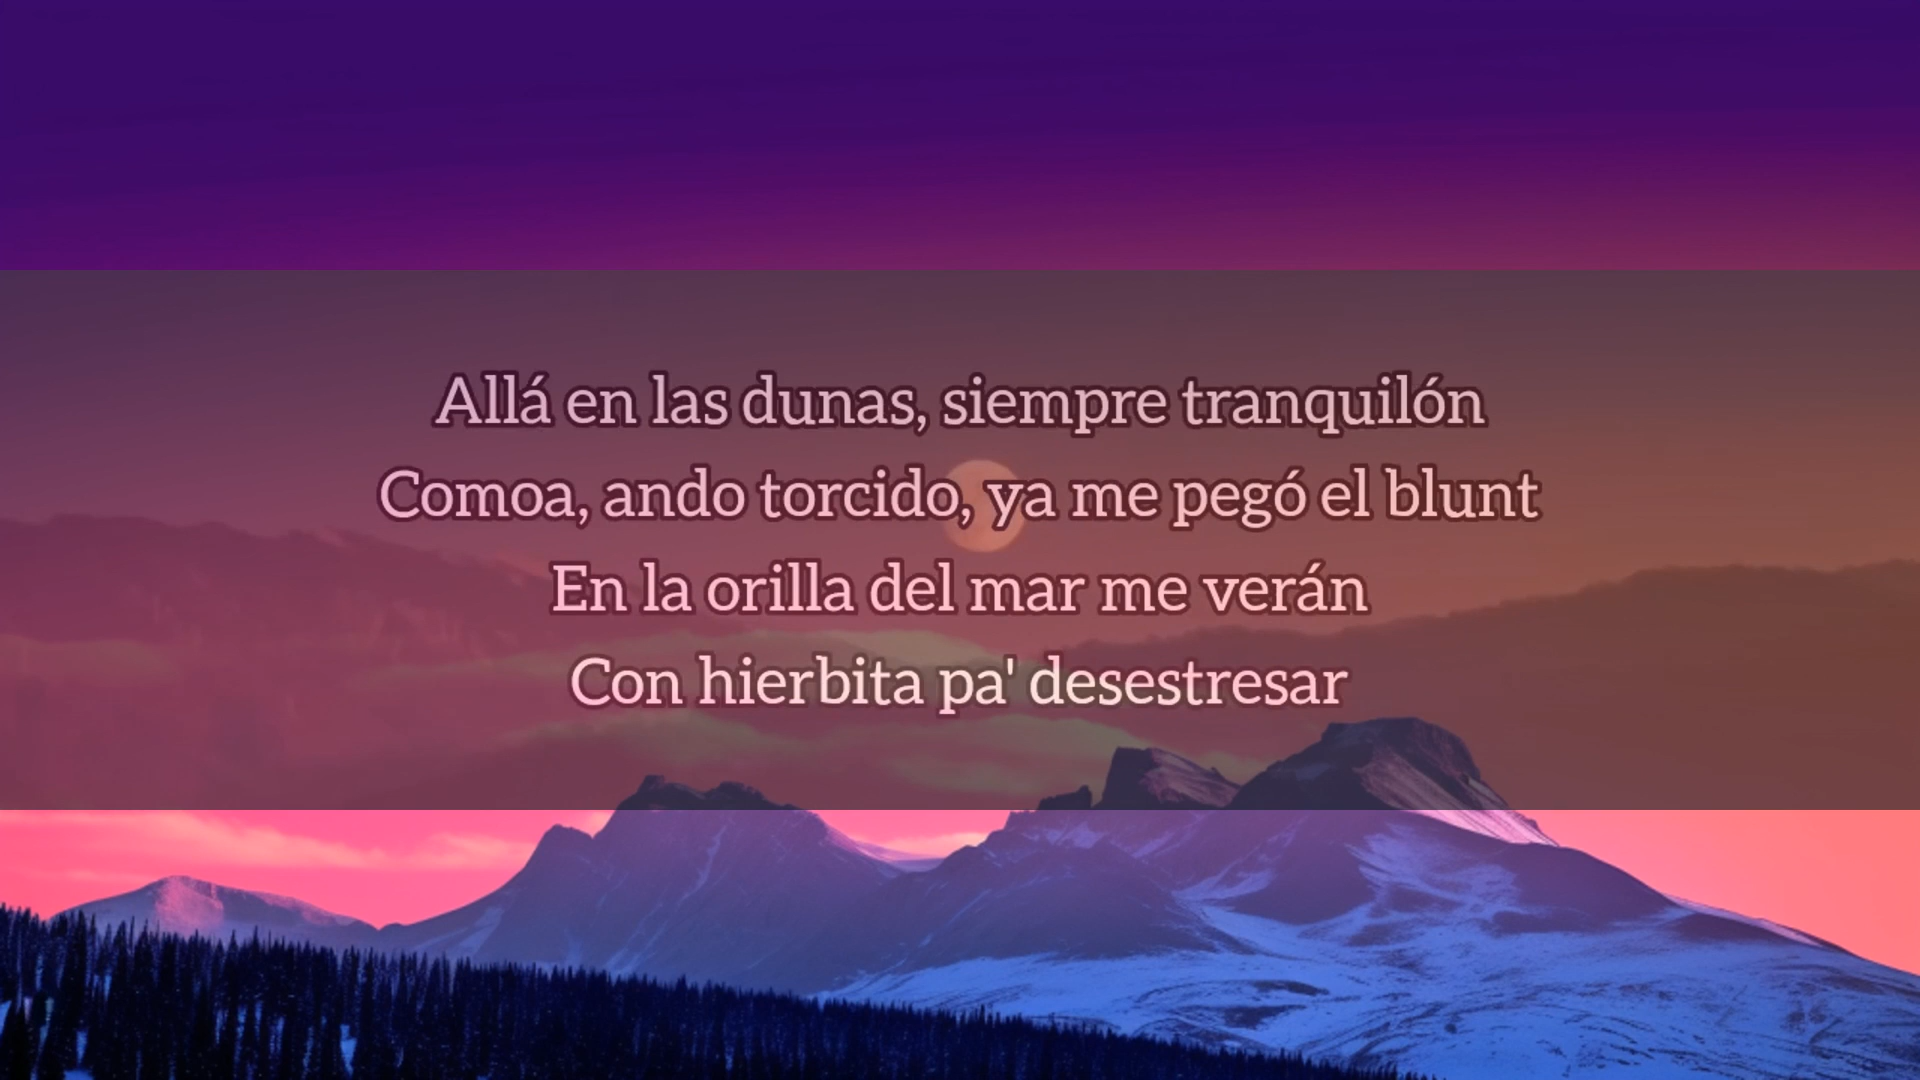 Allá en las dunas, siempre tranquilón
Comoa, ando torcido, ya me pegó el blunt
En la orilla del mar me verán
Con hierbita pa' desestresar